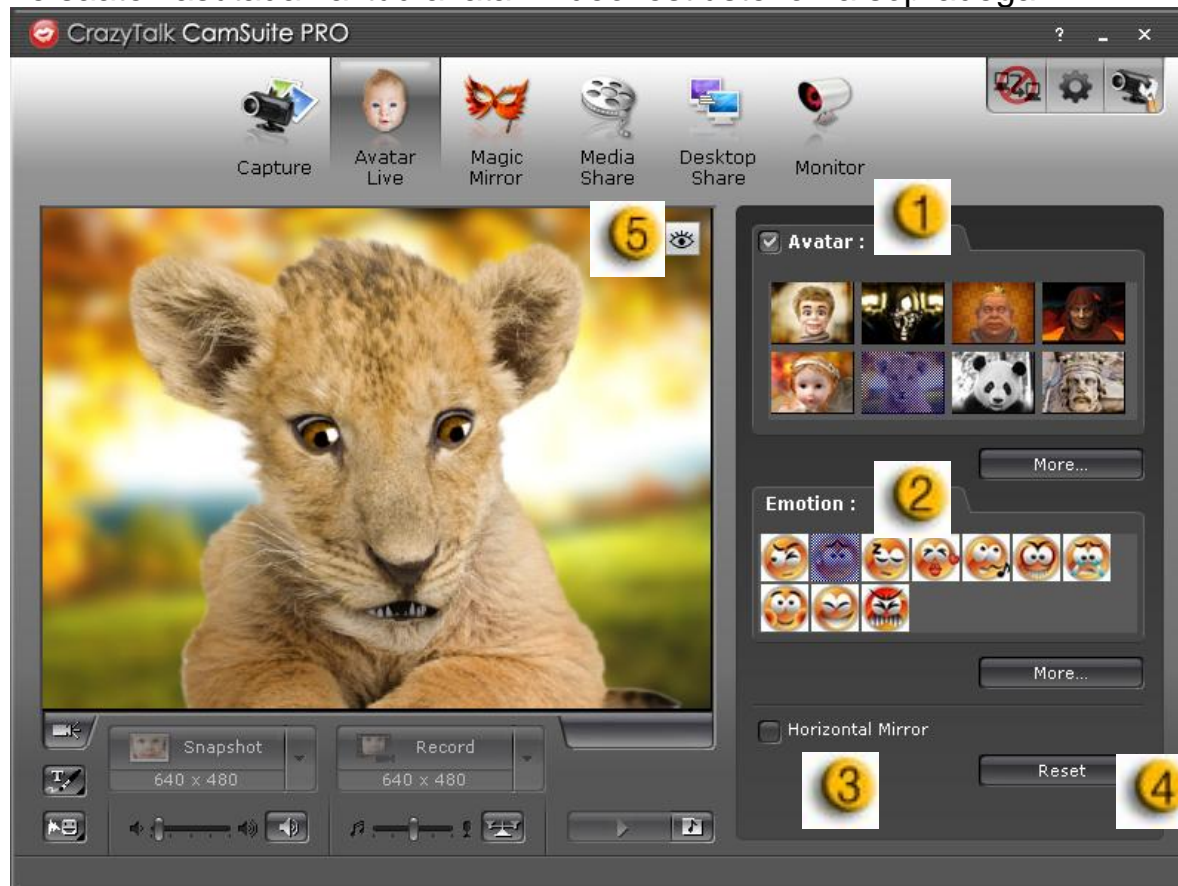 CrazyTalk CamSuite PRO
Capture
Avatar Live
Magic Mirror
Media Share
Desktop Share
Monitor
5
1
Avatar :
More...
2
Emotion :
More...
Horizontal Mirror
3
Reset
4
Snapshot
640 x 480
Record
640 x 480